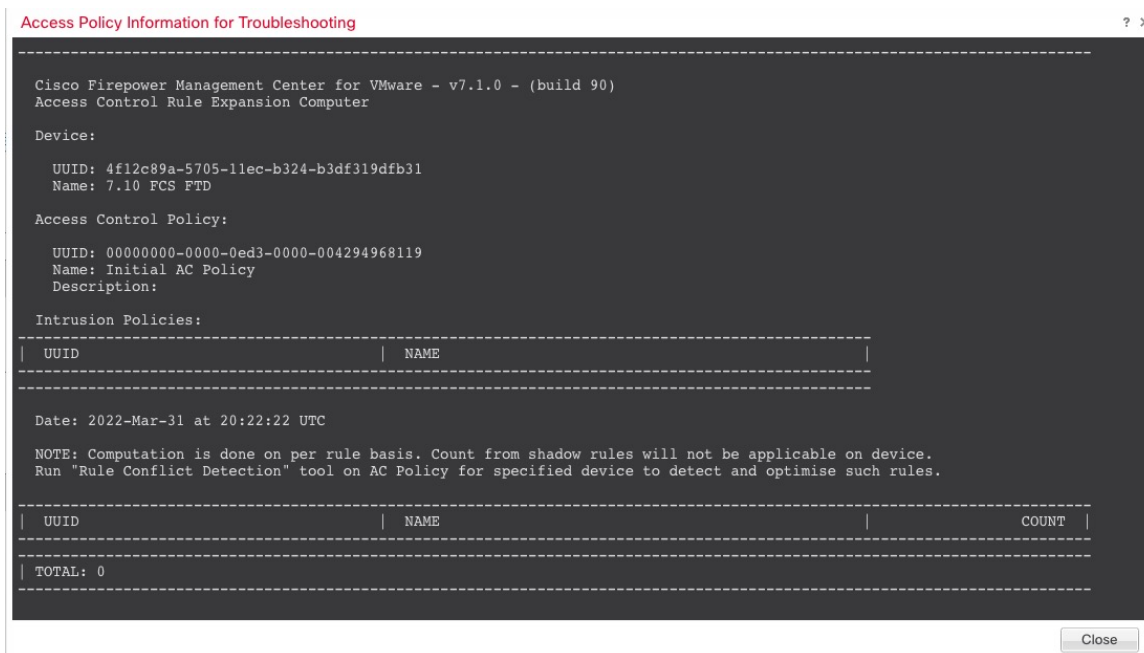 Access Policy Information for Troubleshooting
?
Cisco Firepower Management Center for VMware - v7.1.0 - (build 90)
Access Control Rule Expansion Computer
Device:
UUID: 4f12c89a-5705-11ec-b324-b3df319dfb31
Name: 7.10 FCS FTD
Access Control Policy:
UUID: 00000000-0000-0ed3-0000-004294968119
Name: Initial AC Policy
Description:
Intrusion Policies:
| UUID | NAME |
Date: 2022-Mar-31 at 20:22:22 UTC
NOTE: Computation is done on per rule basis. Count from shadow rules will not be applicable on device.
Run "Rule Conflict Detection" tool on AC Policy for specified device to detect and optimise such rules.
| UUID | NAME | COUNT |
| TOTAL: 0
Close